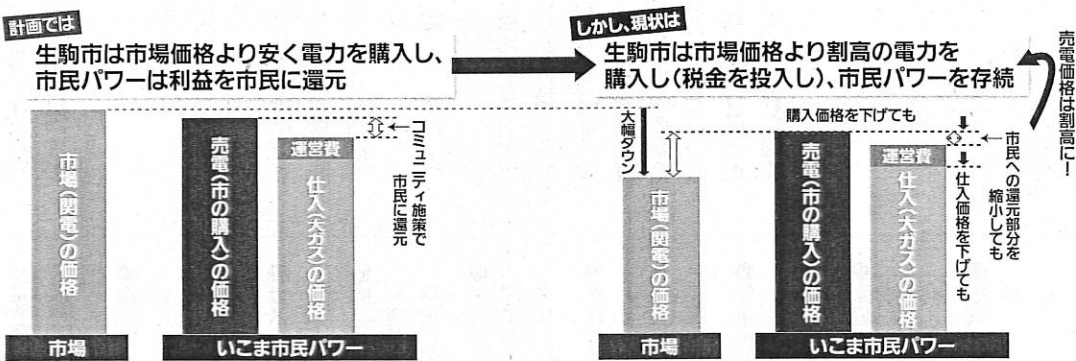 計画では
生駒市は市場価格より安く電力を購入し、
市民パワーは利益を市民に還元
市場(関電)の価格
売電(市の購入)の価格
運営費
仕入(大ガス)の価格
コミュニティ施策で
市民に還元
市場
いこま市民パワー
しかし、現状は
生駒市は市場価格より割高の電力を
購入し(税金を投入し)、市民パワーを存続
売電価格は割高に!
大幅ダウン
購入価格を下げても
市場(関電)の価格
売電(市の購入)の価格
運営費
仕入(大ガス)の価格
市民への還元部分を
縮小しても
仕入価格を下げても
市場
いこま市民パワー